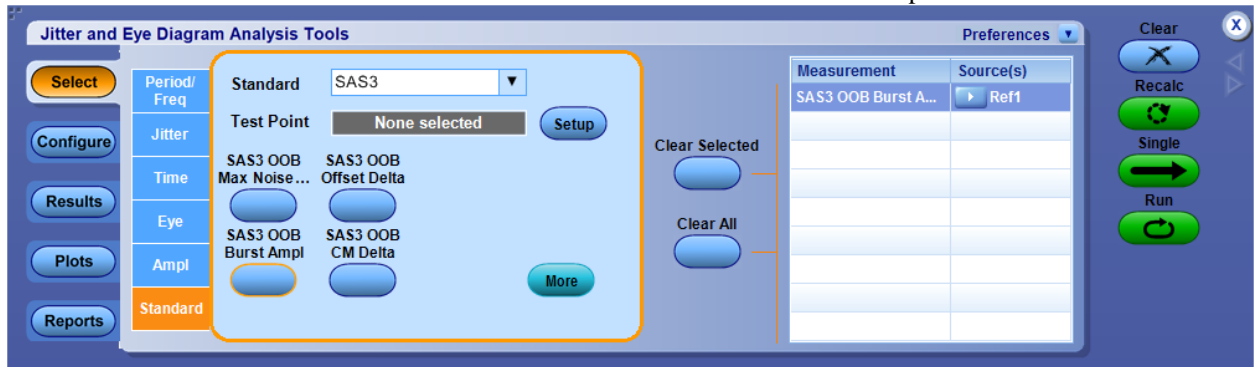 Jitter and Eye Diagram Analysis Tools
Preferences
Clear
X
Select
Configure
Results
Plots
Reports
Period/
Freq
Jitter
Time
Eye
Ampl
Standard
Standard
SAS3
Test Point
None selected
Setup
SAS3 OOB
Max Noise...
SAS3 OOB
Offset Delta
SAS3 OOB
Burst Ampl
SAS3 OOB
CM Delta
More
Clear Selected
Clear All
Measurement
Source(s)
SAS3 OOB Burst A...
Ref1
Recalc
Single
Run